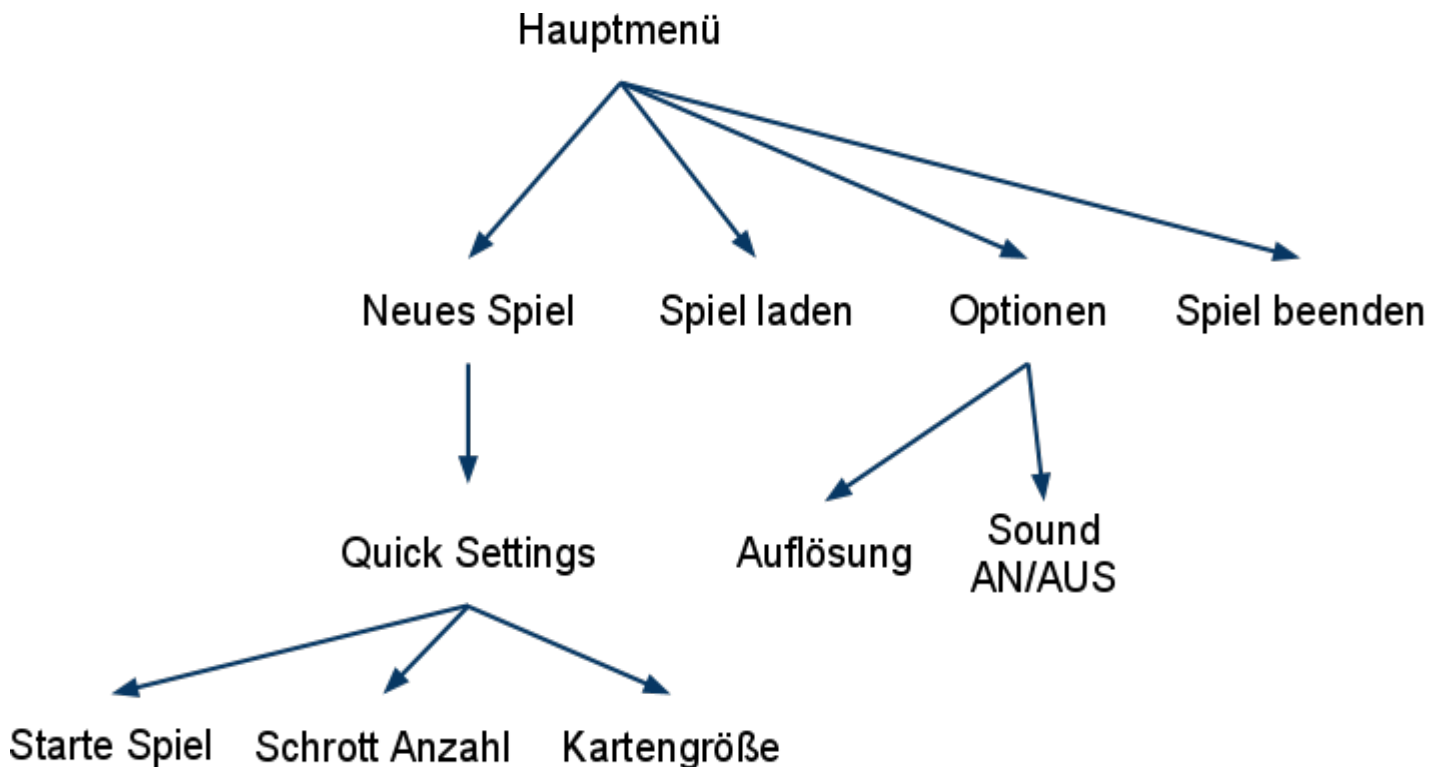 Hauptmenü
Neues Spiel
Spiel laden
Optionen
Spiel beenden
Quick Settings
Auflösung
Sound
AN/AUS
Starte Spiel
Schrott Anzahl
Kartengröße